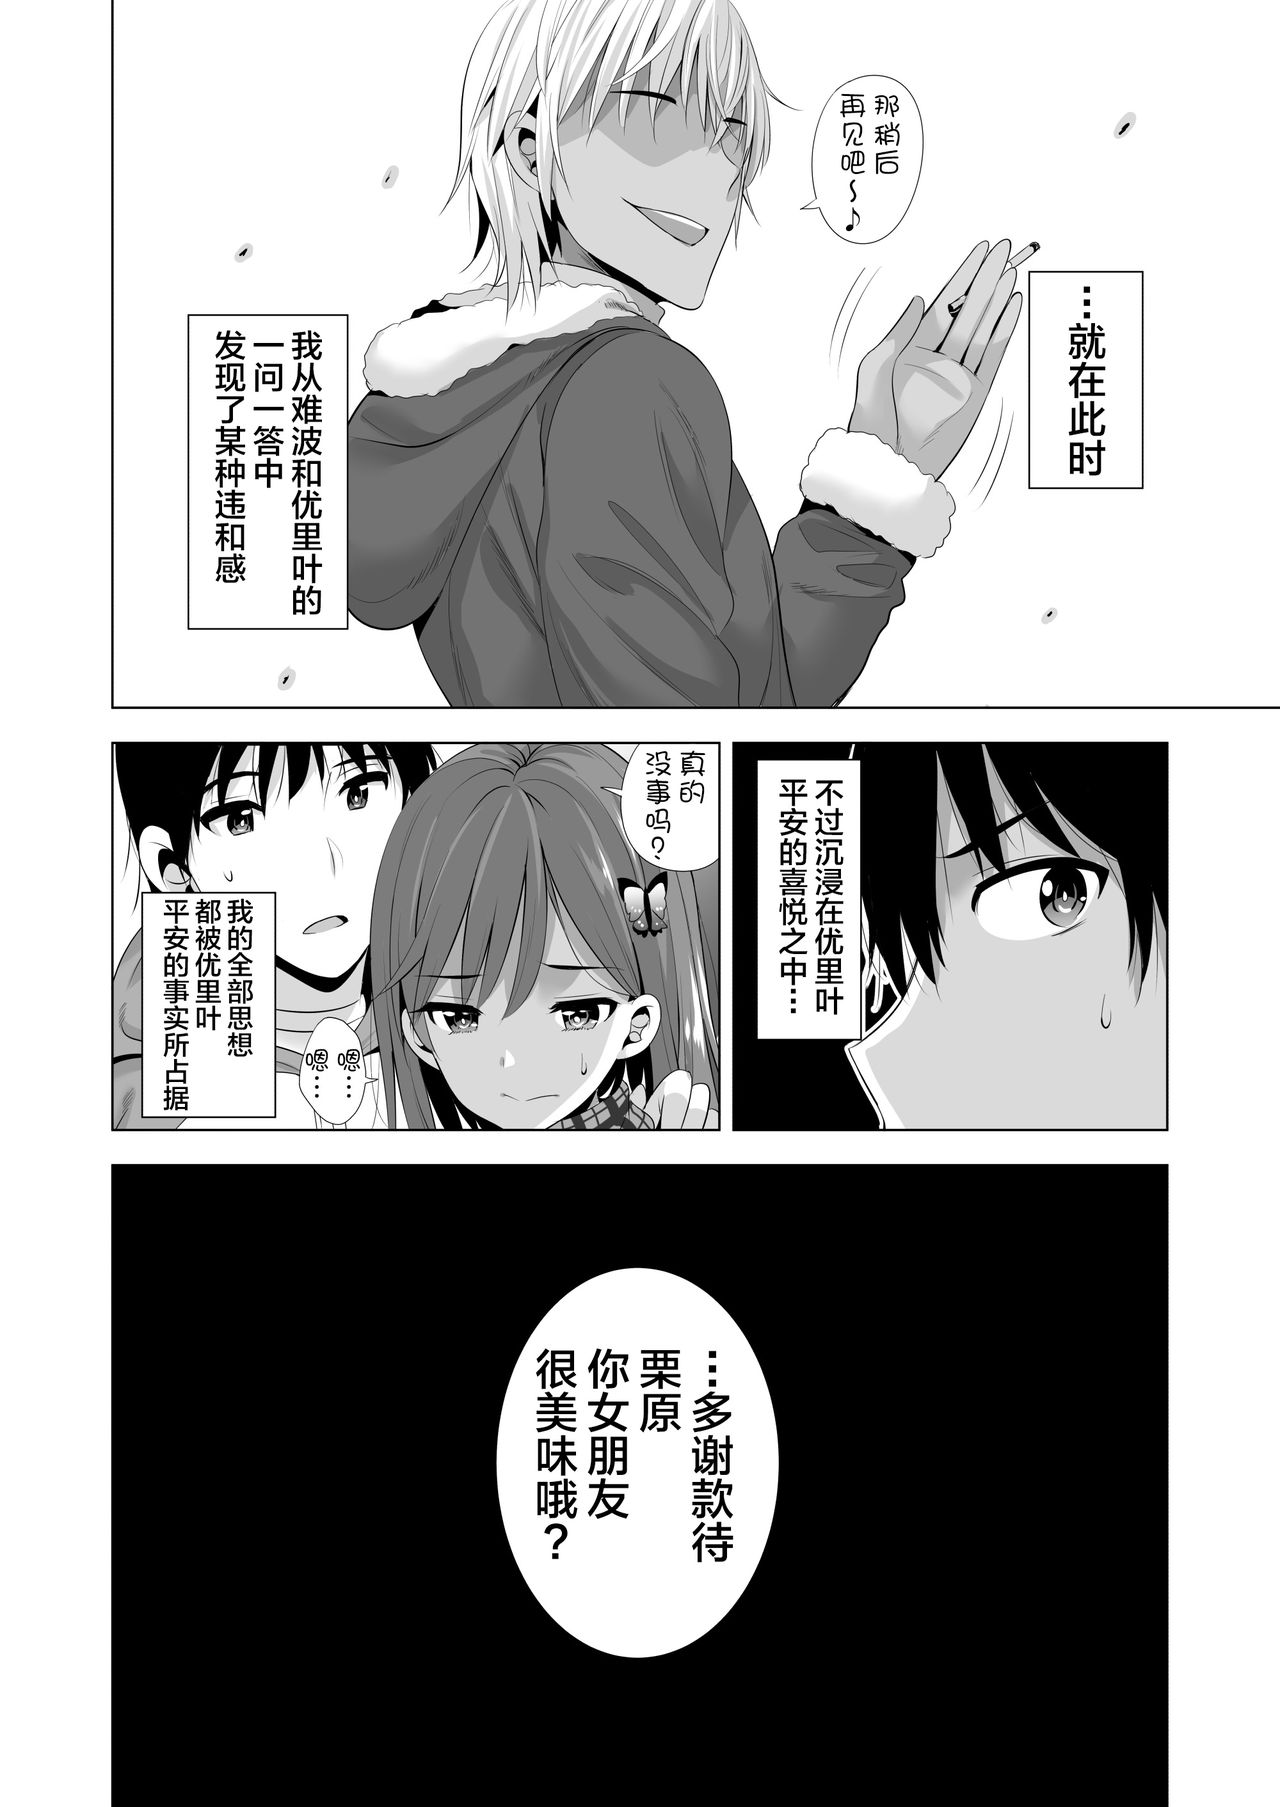 …就在此时
那稍后
再见吧～♪
我从难波和优里叶的
一问一答中
发现了某种违和感
不过沉浸在优里叶
平安的喜悦之中…
真的
没事吗？
嗯…
嗯…
我的全部思想
都被优里叶
平安的事实所占据
…多谢款待
栗原
你女朋友
很美味哦？